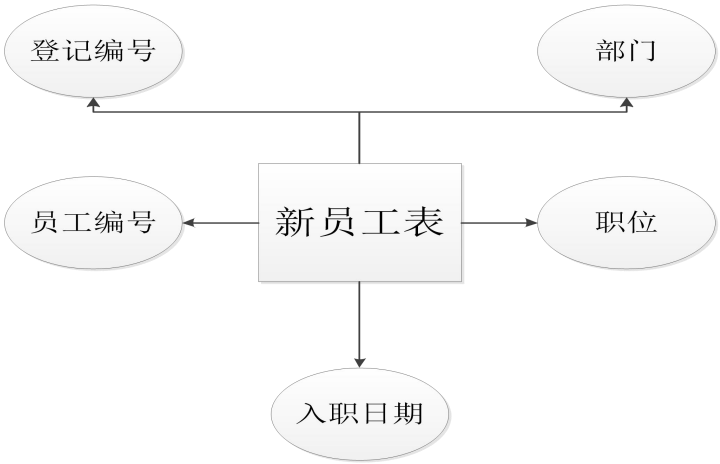 登记编号
部门
员工编号
新员工表
职位
入职日期